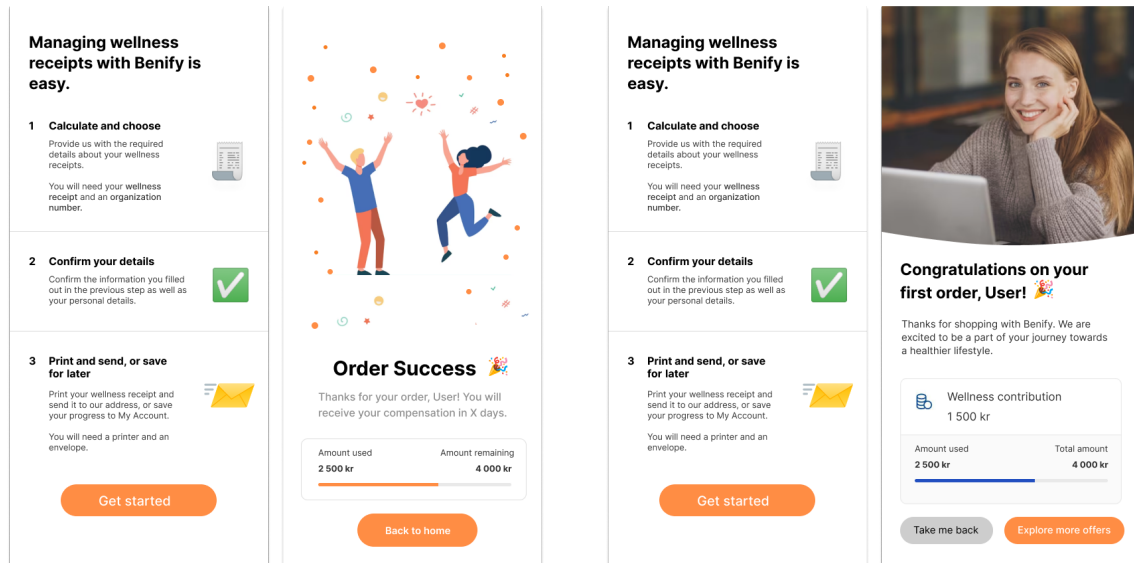 Managing wellness
receipts with Benify is
easy.
1 Calculate and choose
Provide us with the required
details about your wellness
receipts.
You will need your wellness
receipt and an organization
number.
2 Confirm your details
Confirm the information you filled
out in the previous step as well as
your personal details.
3 Print and send, or save
for later
Print your wellness receipt and
send it to our address, or save
your progress to My Account.
You will need a printer and an
envelope.
Get started
Order Success 🎉
Thanks for your order, User! You will
receive your compensation in X days.
Amount used Amount remaining
2 500 kr 4 000 kr
Back to home
Managing wellness
receipts with Benify is
easy.
1 Calculate and choose
Provide us with the required
details about your wellness
receipts.
You will need your wellness
receipt and an organization
number.
2 Confirm your details
Confirm the information you filled
out in the previous step as well as
your personal details.
3 Print and send, or save
for later
Print your wellness receipt and
send it to our address, or save
your progress to My Account.
You will need a printer and an
envelope.
Get started
Congratulations on your
first order, User! 🎉
Thanks for shopping with Benify. We are
excited to be a part of your journey towards
a healthier lifestyle.
Wellness contribution
1 500 kr
Amount used Total amount
2 500 kr 4 000 kr
Take me back Explore more offers